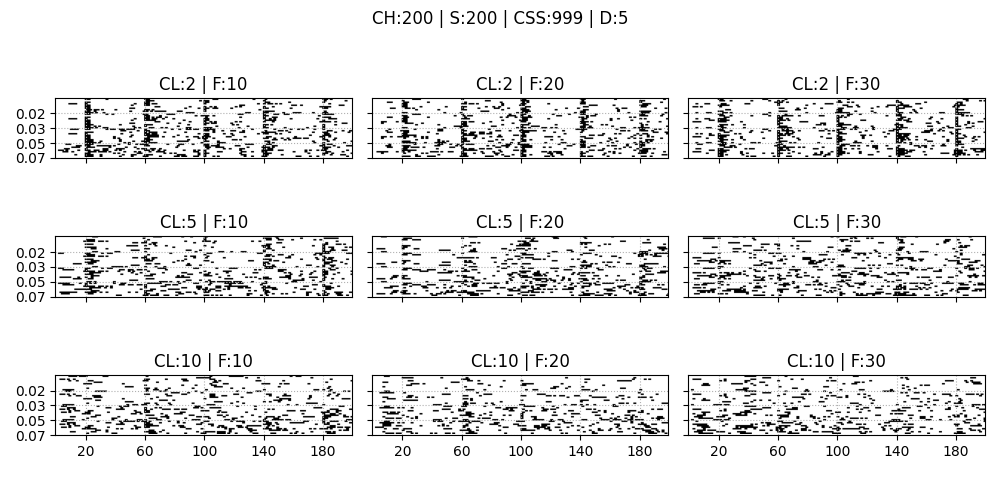 CH:200 | S:200 | CSS:999 | D:5
CL:2 | F:10
CL:2 | F:20
CL:2 | F:30
0.02
0.03
0.05
0.07
CL:5 | F:10
CL:5 | F:20
CL:5 | F:30
0.02
0.03
0.05
0.07
CL:10 | F:10
CL:10 | F:20
CL:10 | F:30
0.02
0.03
0.05
0.07
20 60 100 140 180
20 60 100 140 180
20 60 100 140 180